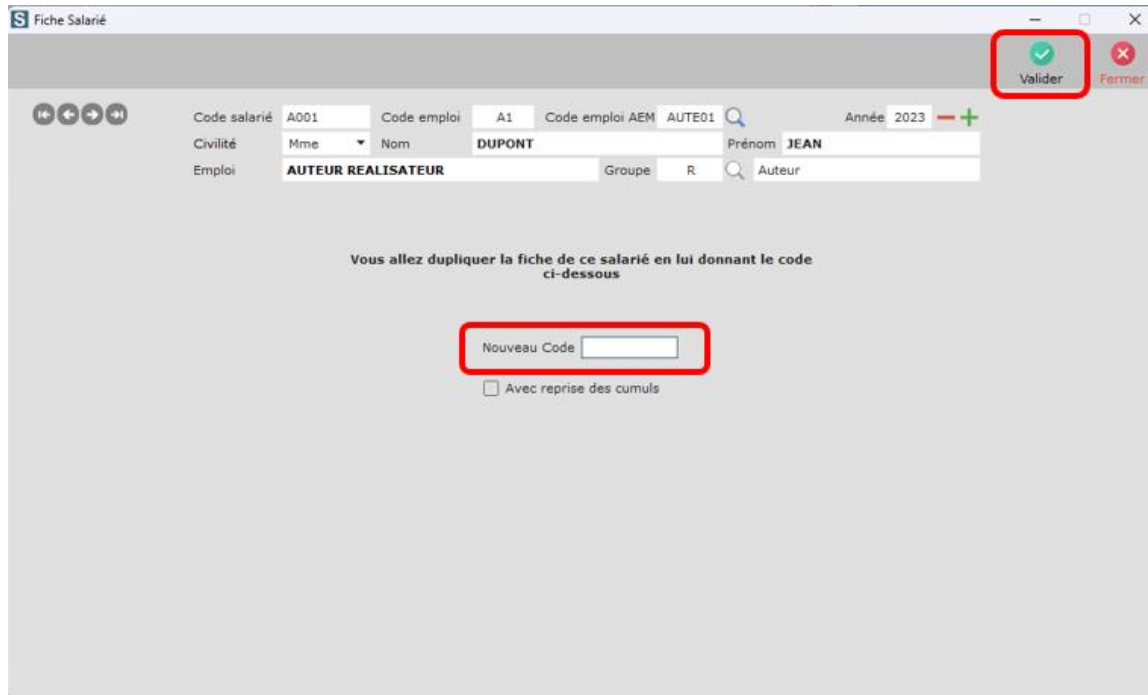 S Fiche Salarié
Valider Fermer
Code salarié A001 Code emploi A1 Code emploi AEM AUTE01 Année 2023
Civilité Mme Nom DUPONT Prénom JEAN
Emploi AUTEUR REALISATEUR Groupe R Auteur
Vous allez dupliquer la fiche de ce salarié en lui donnant le code
ci-dessous
Nouveau Code
Avec reprise des cumuls